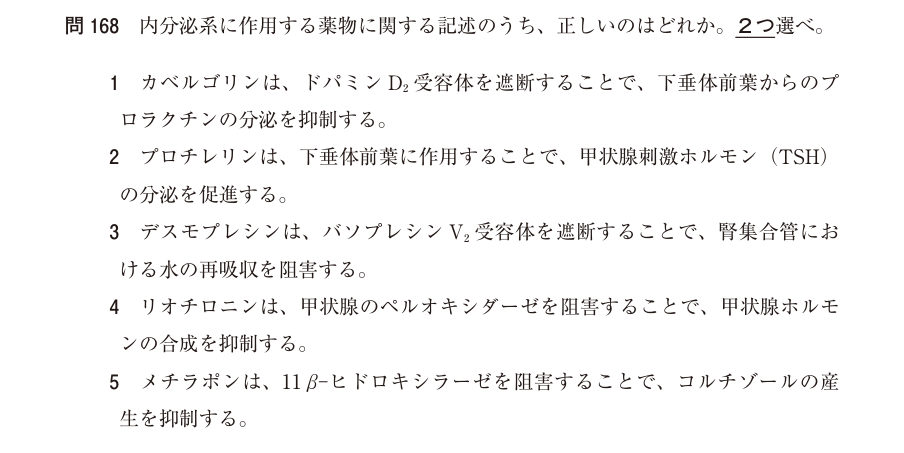 問 168 内分泌系に作用する薬物に関する記述のうち、正しいのはどれか。２つ選べ。
1 カベルゴリンは、ドパミン D₂ 受容体を遮断することで、下垂体前葉からのプ
ロラクチンの分泌を抑制する。
2 プロチレリンは、下垂体前葉に作用することで、甲状腺刺激ホルモン（TSH）
の分泌を促進する。
3 デスモプレシンは、バソプレシン V₂ 受容体を遮断することで、腎集合管にお
ける水の再吸収を阻害する。
4 リオチロニンは、甲状腺のペルオキシダーゼを阻害することで、甲状腺ホルモ
ンの合成を抑制する。
5 メチラポンは、11β-ヒドロキシラーゼを阻害することで、コルチゾールの産
生を抑制する。